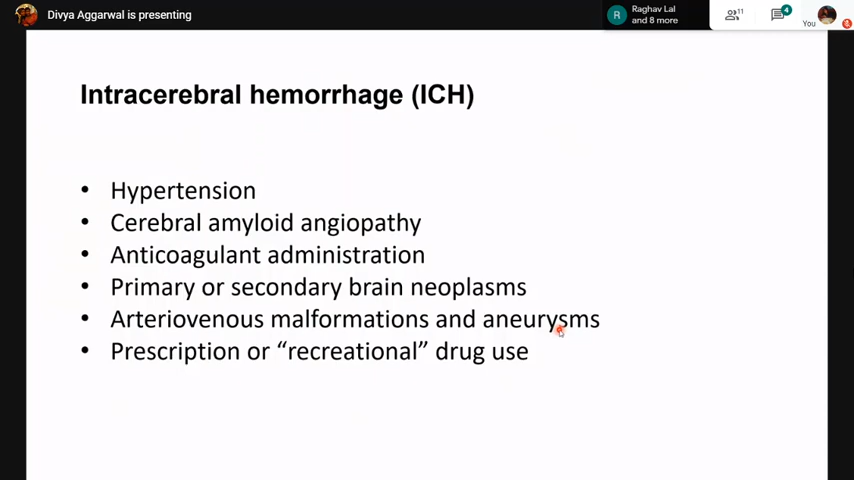 Divya Aggarwal is presenting
R
Raghav Lal
and 8 more
11
4
You
Intracerebral hemorrhage (ICH)
• Hypertension
• Cerebral amyloid angiopathy
• Anticoagulant administration
• Primary or secondary brain neoplasms
• Arteriovenous malformations and aneurysms
• Prescription or “recreational” drug use